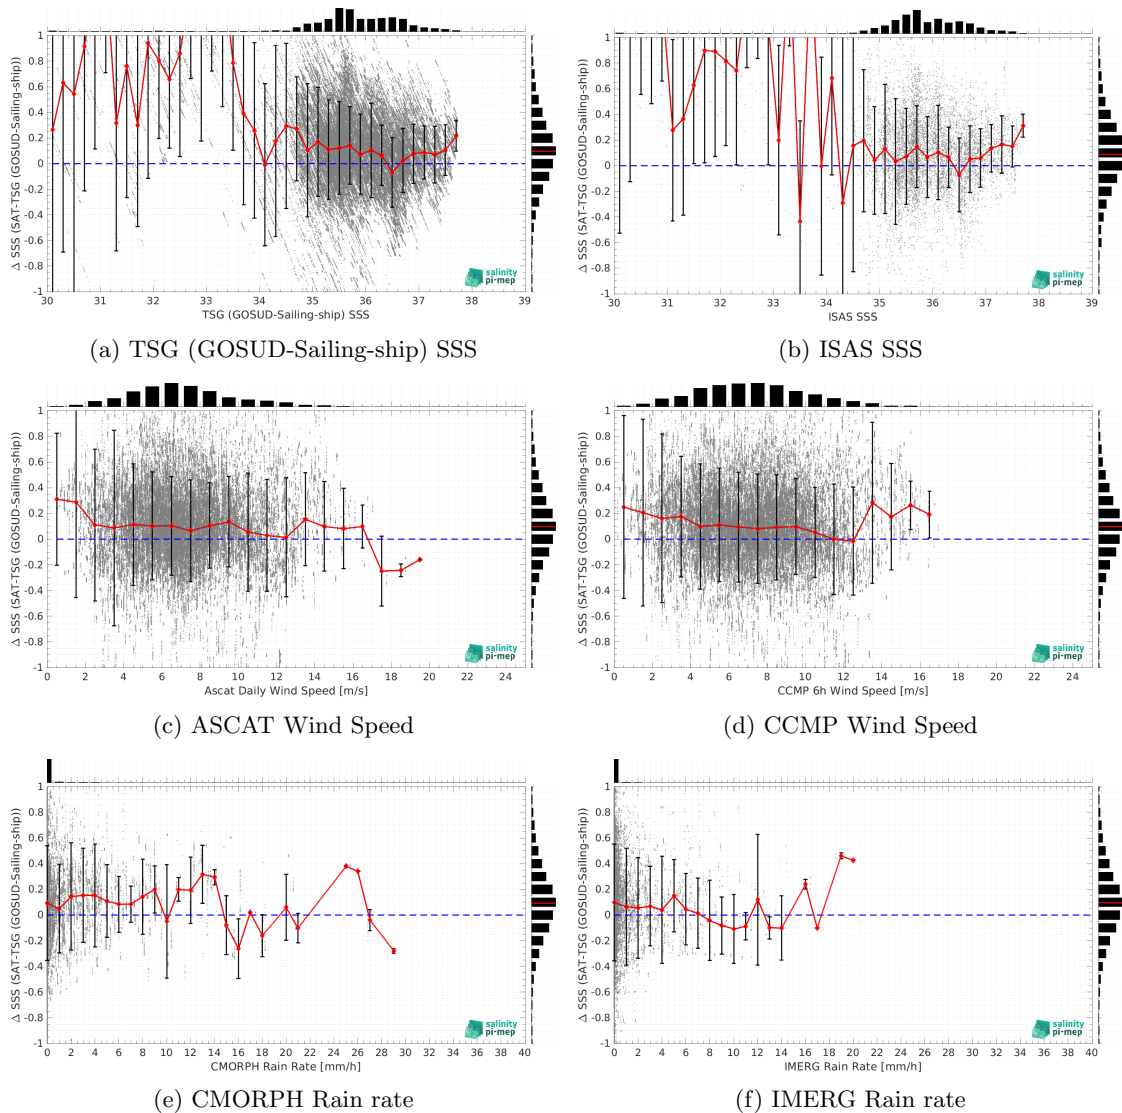 Δ SSS (SAT-TSG (GOSUD-Sailing-ship))
1
0.8
0.6
0.4
0.2
0
-0.2
-0.4
-0.6
-0.8
-1
30 31 32 33 34 35 36 37 38 39
TSG (GOSUD-Sailing-ship) SSS
salinity
pi-mep
(a) TSG (GOSUD-Sailing-ship) SSS
Δ SSS (SAT-TSG (GOSUD-Sailing-ship))
1
0.8
0.6
0.4
0.2
0
-0.2
-0.4
-0.6
-0.8
-1
30 31 32 33 34 35 36 37 38 39
ISAS SSS
salinity
pi-mep
(b) ISAS SSS
Δ SSS (SAT-TSG (GOSUD-Sailing-ship))
1
0.8
0.6
0.4
0.2
0
-0.2
-0.4
-0.6
-0.8
-1
0 2 4 6 8 10 12 14 16 18 20 22 24
Ascat Daily Wind Speed [m/s]
salinity
pi-mep
(c) ASCAT Wind Speed
Δ SSS (SAT-TSG (GOSUD-Sailing-ship))
1
0.8
0.6
0.4
0.2
0
-0.2
-0.4
-0.6
-0.8
-1
0 2 4 6 8 10 12 14 16 18 20 22 24
CCMP 6h Wind Speed [m/s]
salinity
pi-mep
(d) CCMP Wind Speed
Δ SSS (SAT-TSG (GOSUD-Sailing-ship))
1
0.8
0.6
0.4
0.2
0
-0.2
-0.4
-0.6
-0.8
-1
0 2 4 6 8 10 12 14 16 18 20 22 24 26 28 30 32 34 36 38 40
CMORPH Rain Rate [mm/h]
salinity
pi-mep
(e) CMORPH Rain rate
Δ SSS (SAT-TSG (GOSUD-Sailing-ship))
1
0.8
0.6
0.4
0.2
0
-0.2
-0.4
-0.6
-0.8
-1
0 2 4 6 8 10 12 14 16 18 20 22 24 26 28 30 32 34 36 38 40
IMERG Rain Rate [mm/h]
salinity
pi-mep
(f) IMERG Rain rate